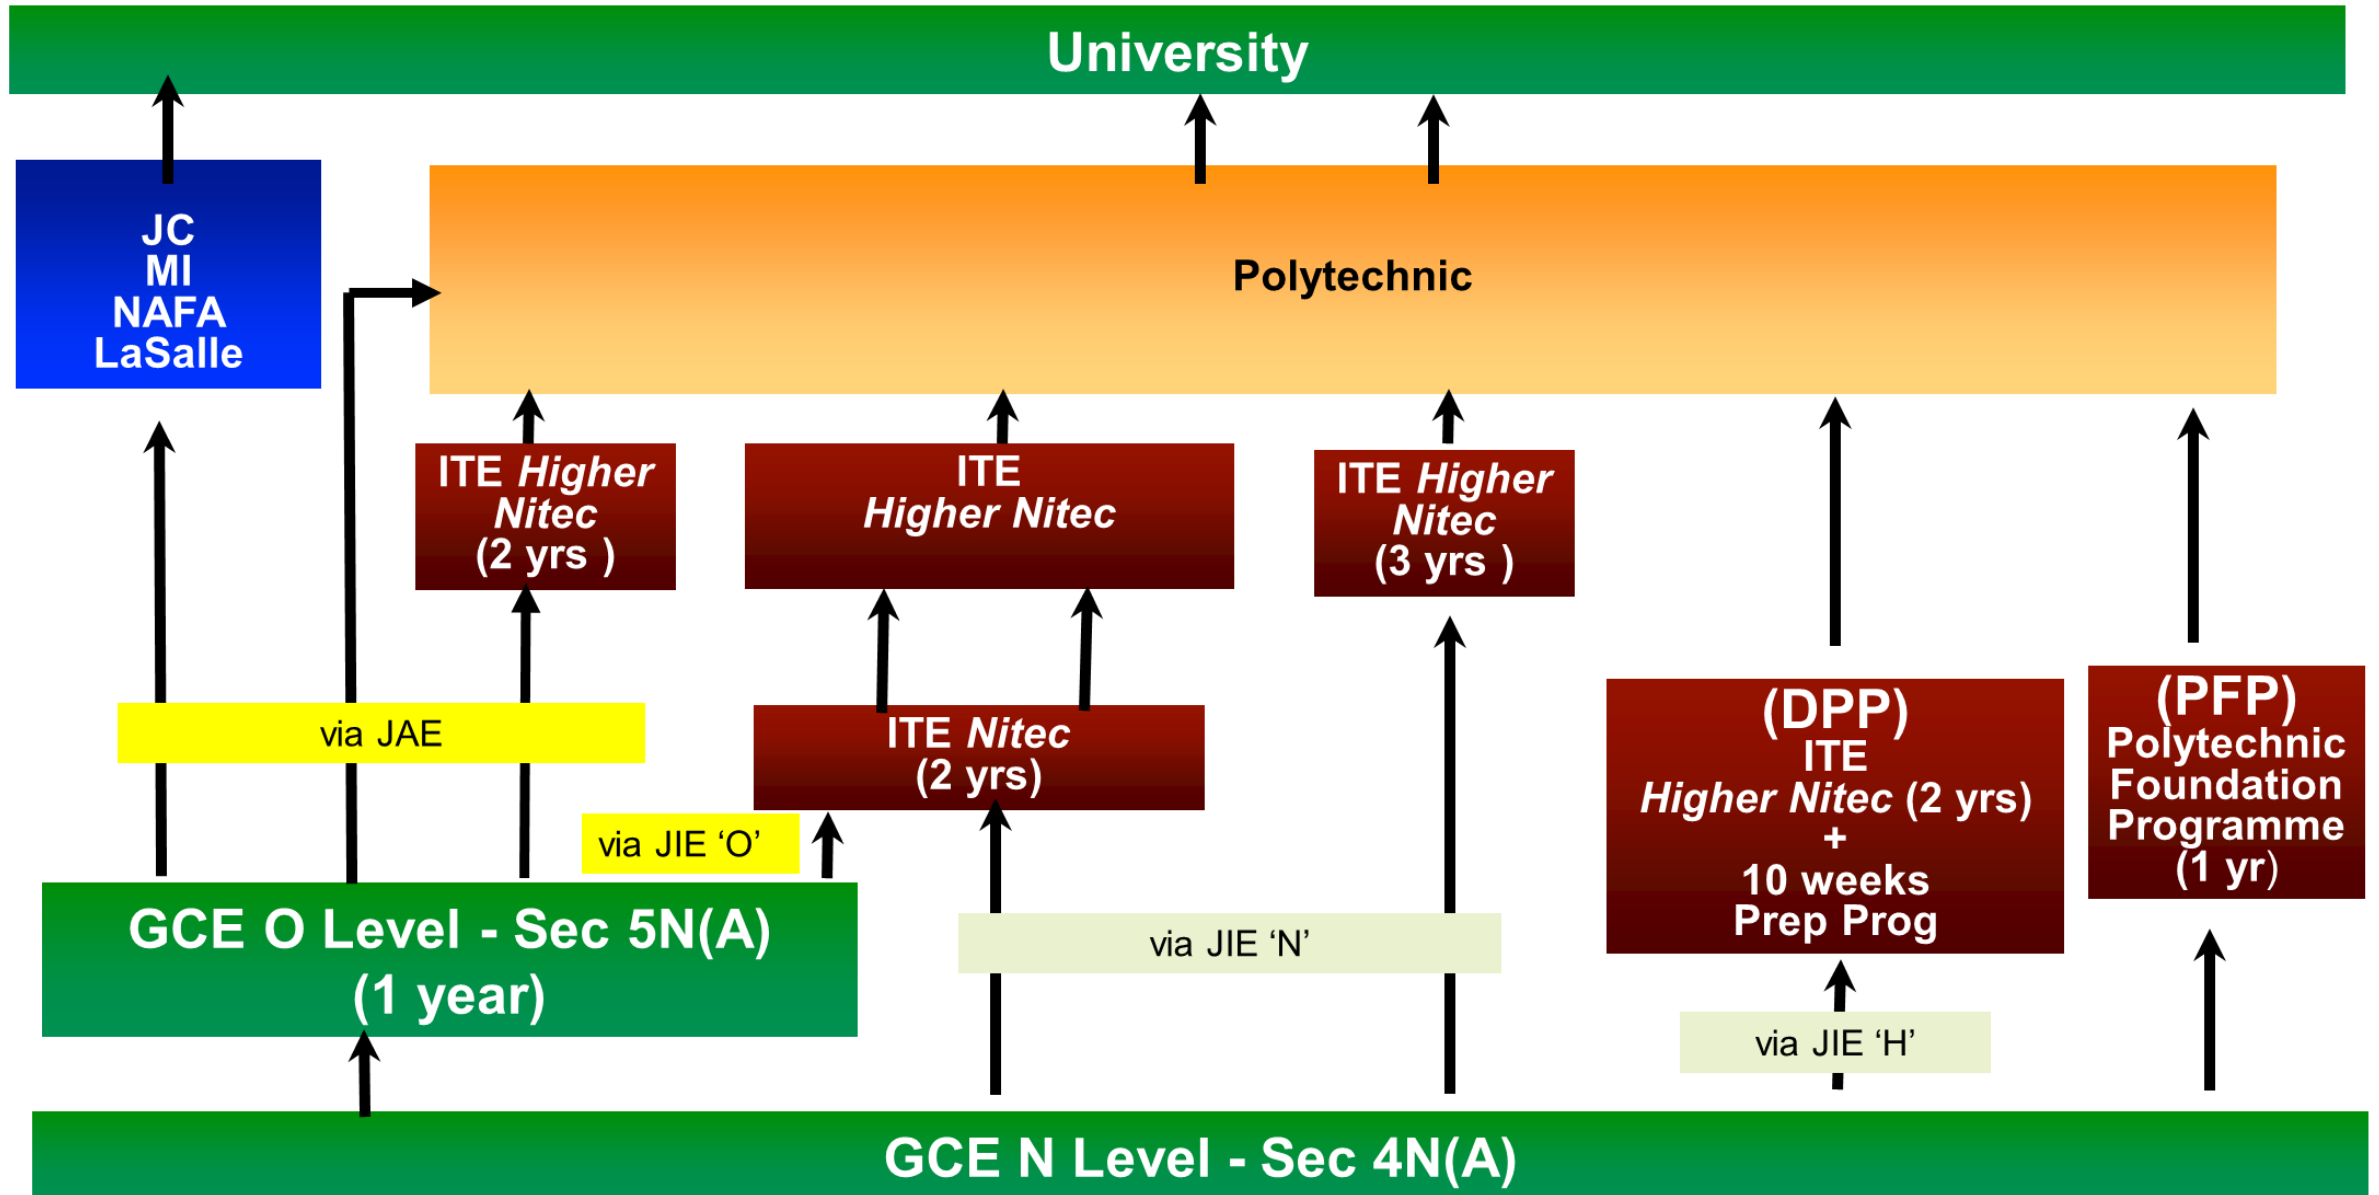 University
JC
MI
NAFA
LaSalle
Polytechnic
ITE Higher
Nitec
(2 yrs )
ITE
Higher Nitec
ITE Higher
Nitec
(3 yrs )
via JAE
ITE Nitec
(2 yrs)
(DPP)
ITE
Higher Nitec (2 yrs)
+
10 weeks
Prep Prog
(PFP)
Polytechnic
Foundation
Programme
(1 yr)
via JIE ‘O’
GCE O Level - Sec 5N(A)
(1 year)
via JIE ‘N’
via JIE ‘H’
GCE N Level - Sec 4N(A)